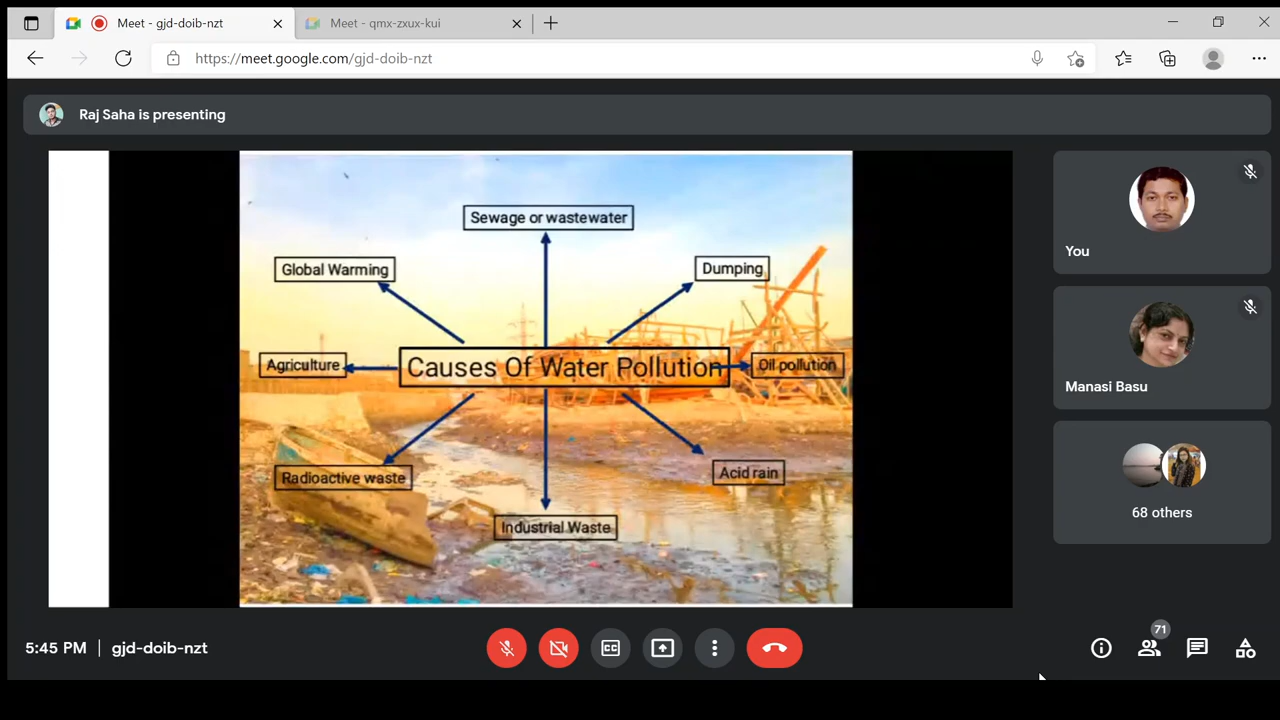 Meet - gjd-doib-nzt
Meet - qmx-zxux-kui
https://meet.google.com/gjd-doib-nzt
Raj Saha is presenting
Sewage or wastewater
Global Warming
Dumping
Agriculture
Causes Of Water Pollution
Oil pollution
Radioactive waste
Acid rain
Industrial Waste
You
Manasi Basu
68 others
5:45 PM | gjd-doib-nzt
CC
71